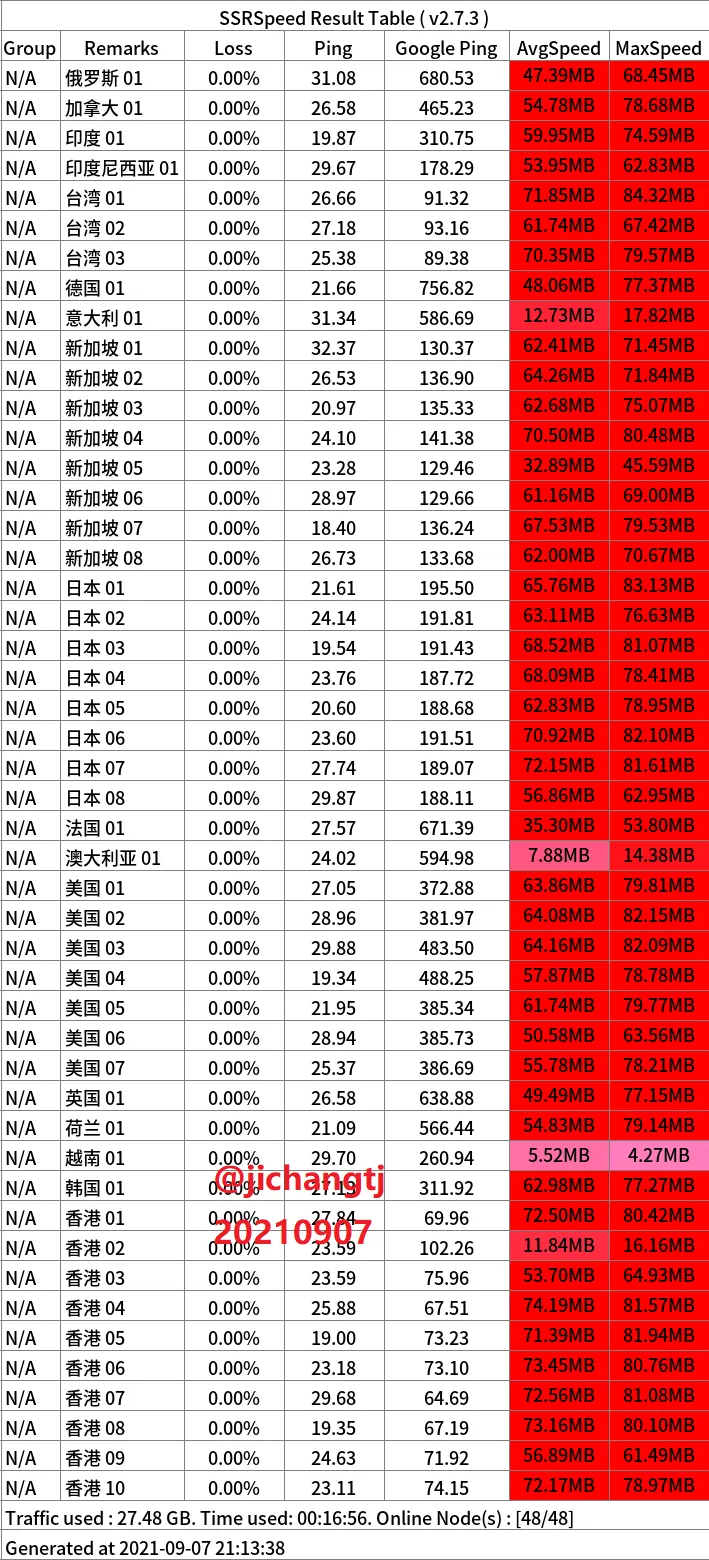 SSRSpeed Result Table ( v2.7.3 )
Group Remarks Loss Ping Google Ping AvgSpeed MaxSpeed
N/A 俄罗斯 01 0.00% 31.08 680.53 47.39MB 68.45MB
N/A 加拿大 01 0.00% 26.58 465.23 54.78MB 78.68MB
N/A 印度 01 0.00% 19.87 310.75 59.95MB 74.59MB
N/A 印度尼西亚 01 0.00% 29.67 178.29 53.95MB 62.83MB
N/A 台湾 01 0.00% 26.66 91.32 71.85MB 84.32MB
N/A 台湾 02 0.00% 27.18 93.16 61.74MB 67.42MB
N/A 台湾 03 0.00% 25.38 89.38 70.35MB 79.57MB
N/A 德国 01 0.00% 21.66 756.82 48.06MB 77.37MB
N/A 意大利 01 0.00% 31.34 586.69 12.73MB 17.82MB
N/A 新加坡 01 0.00% 32.37 130.37 62.41MB 71.45MB
N/A 新加坡 02 0.00% 26.53 136.90 64.26MB 71.84MB
N/A 新加坡 03 0.00% 20.97 135.33 62.68MB 75.07MB
N/A 新加坡 04 0.00% 24.10 141.38 70.50MB 80.48MB
N/A 新加坡 05 0.00% 23.28 129.46 32.89MB 45.59MB
N/A 新加坡 06 0.00% 28.97 129.66 61.16MB 69.00MB
N/A 新加坡 07 0.00% 18.40 136.24 67.53MB 79.53MB
N/A 新加坡 08 0.00% 26.73 133.68 62.00MB 70.67MB
N/A 日本 01 0.00% 21.61 195.50 65.76MB 83.13MB
N/A 日本 02 0.00% 24.14 191.81 63.11MB 76.63MB
N/A 日本 03 0.00% 19.54 191.43 68.52MB 81.07MB
N/A 日本 04 0.00% 23.76 187.72 68.09MB 78.41MB
N/A 日本 05 0.00% 20.60 188.68 62.83MB 78.95MB
N/A 日本 06 0.00% 23.60 191.51 70.92MB 82.10MB
N/A 日本 07 0.00% 27.74 189.07 72.15MB 81.61MB
N/A 日本 08 0.00% 29.87 188.11 56.86MB 62.95MB
N/A 法国 01 0.00% 27.57 671.39 35.30MB 53.80MB
N/A 澳大利亚 01 0.00% 24.02 594.98 7.88MB 14.38MB
N/A 美国 01 0.00% 27.05 372.88 63.86MB 79.81MB
N/A 美国 02 0.00% 28.96 381.97 64.08MB 82.15MB
N/A 美国 03 0.00% 29.88 483.50 64.16MB 82.09MB
N/A 美国 04 0.00% 19.34 488.25 57.87MB 78.78MB
N/A 美国 05 0.00% 21.95 385.34 61.74MB 79.77MB
N/A 美国 06 0.00% 28.94 385.73 50.58MB 63.56MB
N/A 美国 07 0.00% 25.37 386.69 55.78MB 78.21MB
N/A 英国 01 0.00% 26.58 638.88 49.49MB 77.15MB
N/A 荷兰 01 0.00% 21.09 566.44 54.83MB 79.14MB
N/A 越南 01 0.00% 29.70 260.94 5.52MB 4.27MB
@jichangtj
N/A 韩国 01 0.00% 27.13 311.92 62.98MB 77.27MB
N/A 香港 01 0.00% 27.84 69.96 72.50MB 80.42MB
20210907
N/A 香港 02 0.00% 23.59 102.26 11.84MB 16.16MB
N/A 香港 03 0.00% 23.59 75.96 53.70MB 64.93MB
N/A 香港 04 0.00% 25.88 67.51 74.19MB 81.57MB
N/A 香港 05 0.00% 19.00 73.23 71.39MB 81.94MB
N/A 香港 06 0.00% 23.18 73.10 73.45MB 80.76MB
N/A 香港 07 0.00% 29.68 64.69 72.56MB 81.08MB
N/A 香港 08 0.00% 19.35 67.19 73.16MB 80.10MB
N/A 香港 09 0.00% 24.63 71.92 56.89MB 61.49MB
N/A 香港 10 0.00% 23.11 74.15 72.17MB 78.97MB
Traffic used : 27.48 GB. Time used: 00:16:56. Online Node(s) : [48/48]
Generated at 2021-09-07 21:13:38